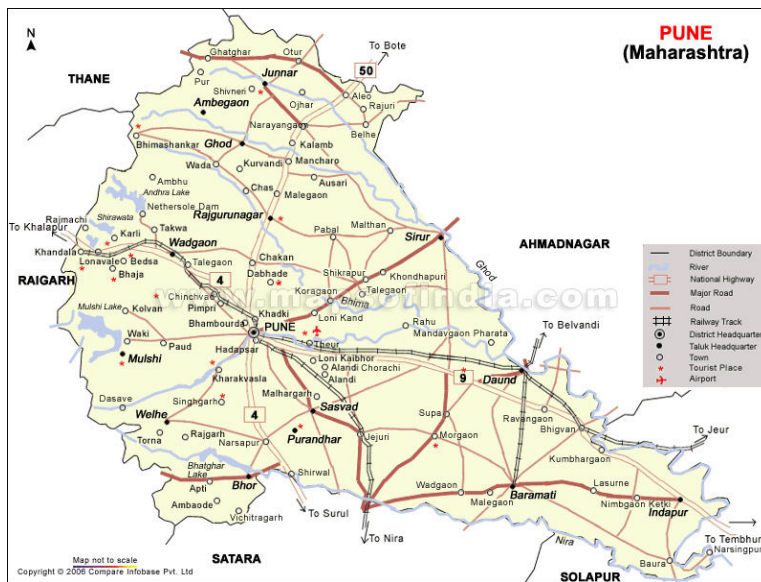 PUNE
(Maharashtra)
N
To Bote
50
THANE
Ghatghar
Otur
Pur
Junnar
Shivneri
Ambegaon
Ojhar
Aleo
Rajuri
Narayangaon
Belhe
Bhimashankar
Ghod
Kalamb
Wada
Kurvandi
Mancharo
Ambhu
Andhra Lake
Chas
Ausari
Malegaon
Nethersole Dam
Rajgurunagar
To Khalapur
Rajmachi
Shirawata
Karli
Takwa
Pabal
Malthan
Sirur
Khandala
Wadgaon
AHMADNAGAR
Lonavale
Bedsa
Talegaon
Chakan
Ghod
RAIGARH
Bhaja
4
Dabhade
Shikrapur
Khondhapuri
Mulshi Lake
Chinchvad
Pimpri
Koragaon
Talegaon
Bhima
Kolvan
Khadki
Loni Kand
Bhambourda
PUNE
Rahu
Waki
Paud
Hadapsar
Theur
Mandavgaon Pharata
To Belvandi
Mulshi
Loni Kaibhor
Alandi Chorachi
Alandi
Kharakvasla
9
Daund
Dasave
Singhgarh
Malhargarh
Welhe
4
Sasvad
Supa
Ravangaon
Bhigvan
Torna
Rajgarh
Narsapur
Purandhar
Jejuri
Morgaon
To Jeur
Kumbhargaon
Bhatghar
Lake
Shirwal
Apti
Bhor
Wadgaon
Malegaon
Baramati
Lasurne
Nimbgaon Ketki
Indapur
Ambaode
Vichitragarh
To Surul
To Nira
Nira
To Tembhur
Narsingpur
Baura
SATARA
SOLAPUR
District Boundary
River
National Highway
Major Road
Road
Railway Track
District Headquarter
Taluk Headquarter
Town
Tourist Place
Airport
Map not to scale
Copyright © 2006 Compare Infobase Pvt. Ltd